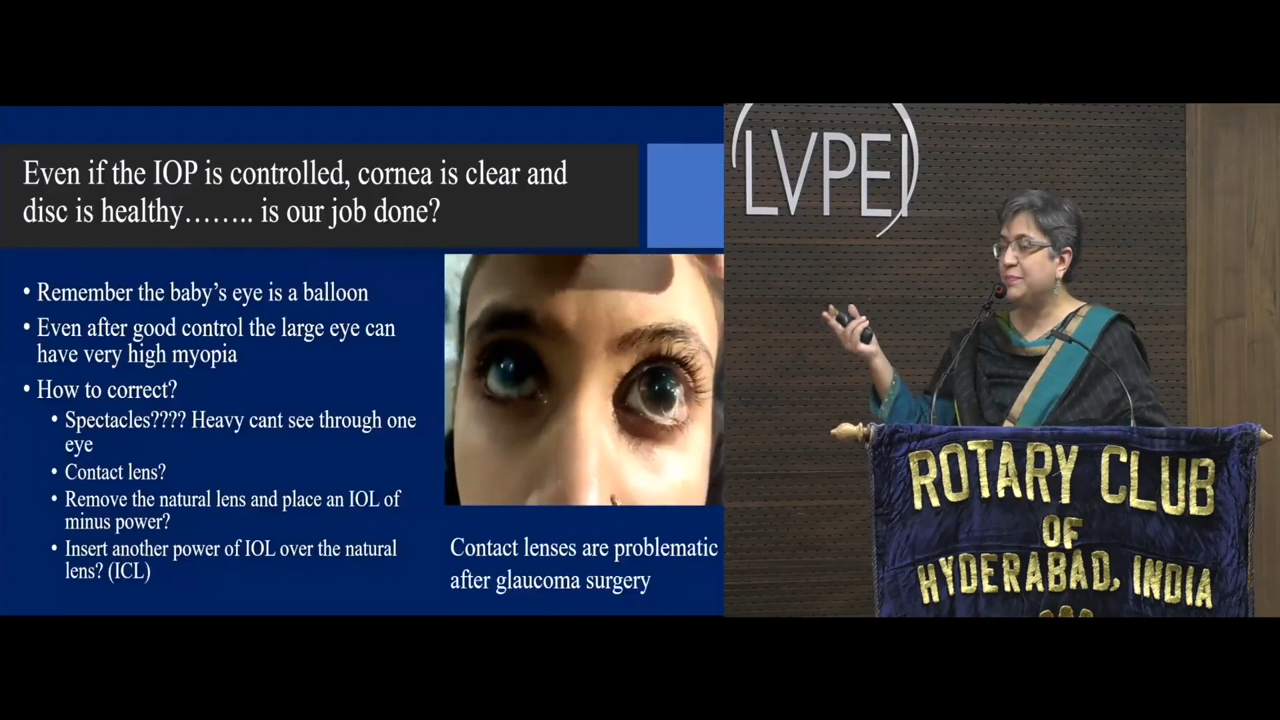 Even if the IOP is controlled, cornea is clear and
disc is healthy…….. is our job done?
• Remember the baby's eye is a balloon
• Even after good control the large eye can
have very high myopia
• How to correct?
• Spectacles???? Heavy cant see through one
eye
• Contact lens?
• Remove the natural lens and place an IOL of
minus power?
• Insert another power of IOL over the natural
lens? (ICL)
Contact lenses are problematic
after glaucoma surgery
LVPEI
ROTARY CLUB
OF
HYDERABAD, INDIA